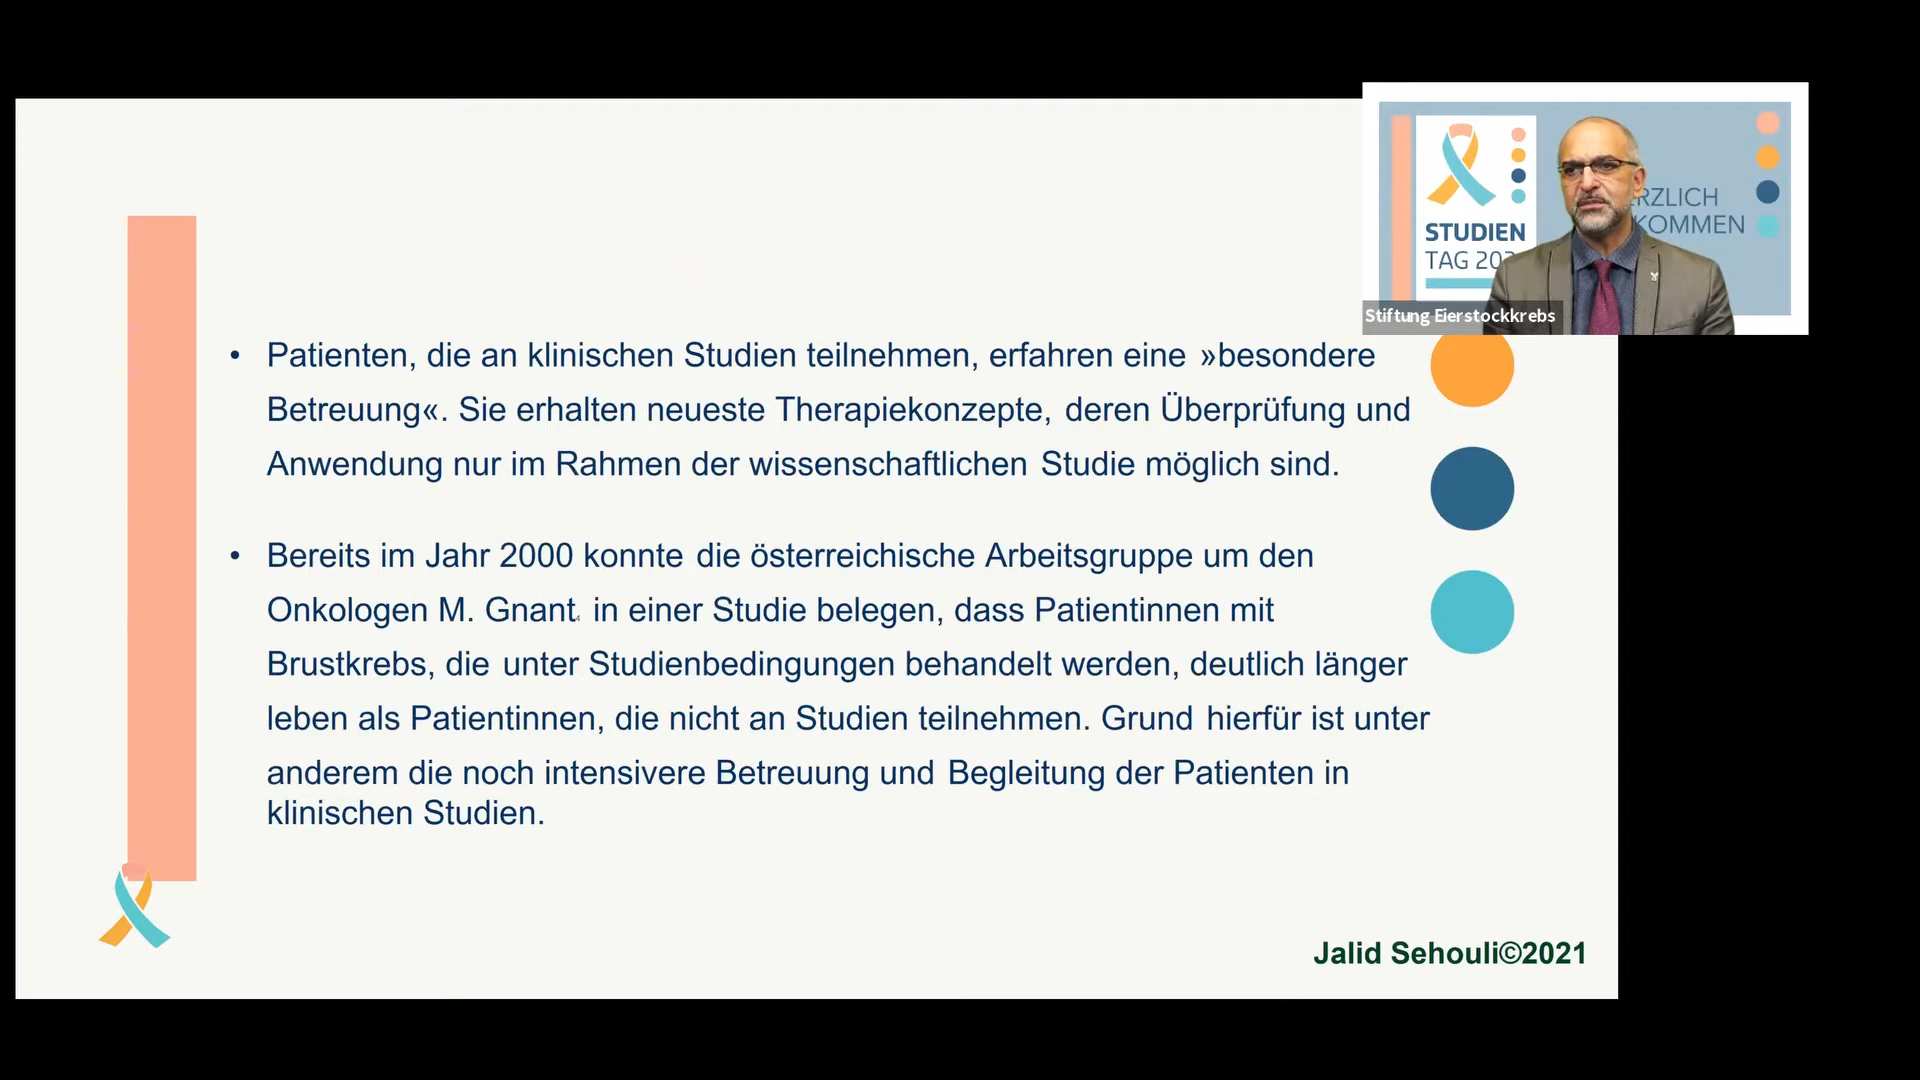 STUDIEN
TAG 202
RZLICH
KOMMEN
Stiftung Eierstockkrebs
• Patienten, die an klinischen Studien teilnehmen, erfahren eine »besondere
Betreuung«. Sie erhalten neueste Therapiekonzepte, deren Überprüfung und
Anwendung nur im Rahmen der wissenschaftlichen Studie möglich sind.
• Bereits im Jahr 2000 konnte die österreichische Arbeitsgruppe um den
Onkologen M. Gnant4 in einer Studie belegen, dass Patientinnen mit
Brustkrebs, die unter Studienbedingungen behandelt werden, deutlich länger
leben als Patientinnen, die nicht an Studien teilnehmen. Grund hierfür ist unter
anderem die noch intensivere Betreuung und Begleitung der Patienten in
klinischen Studien.
Jalid Sehouli©2021